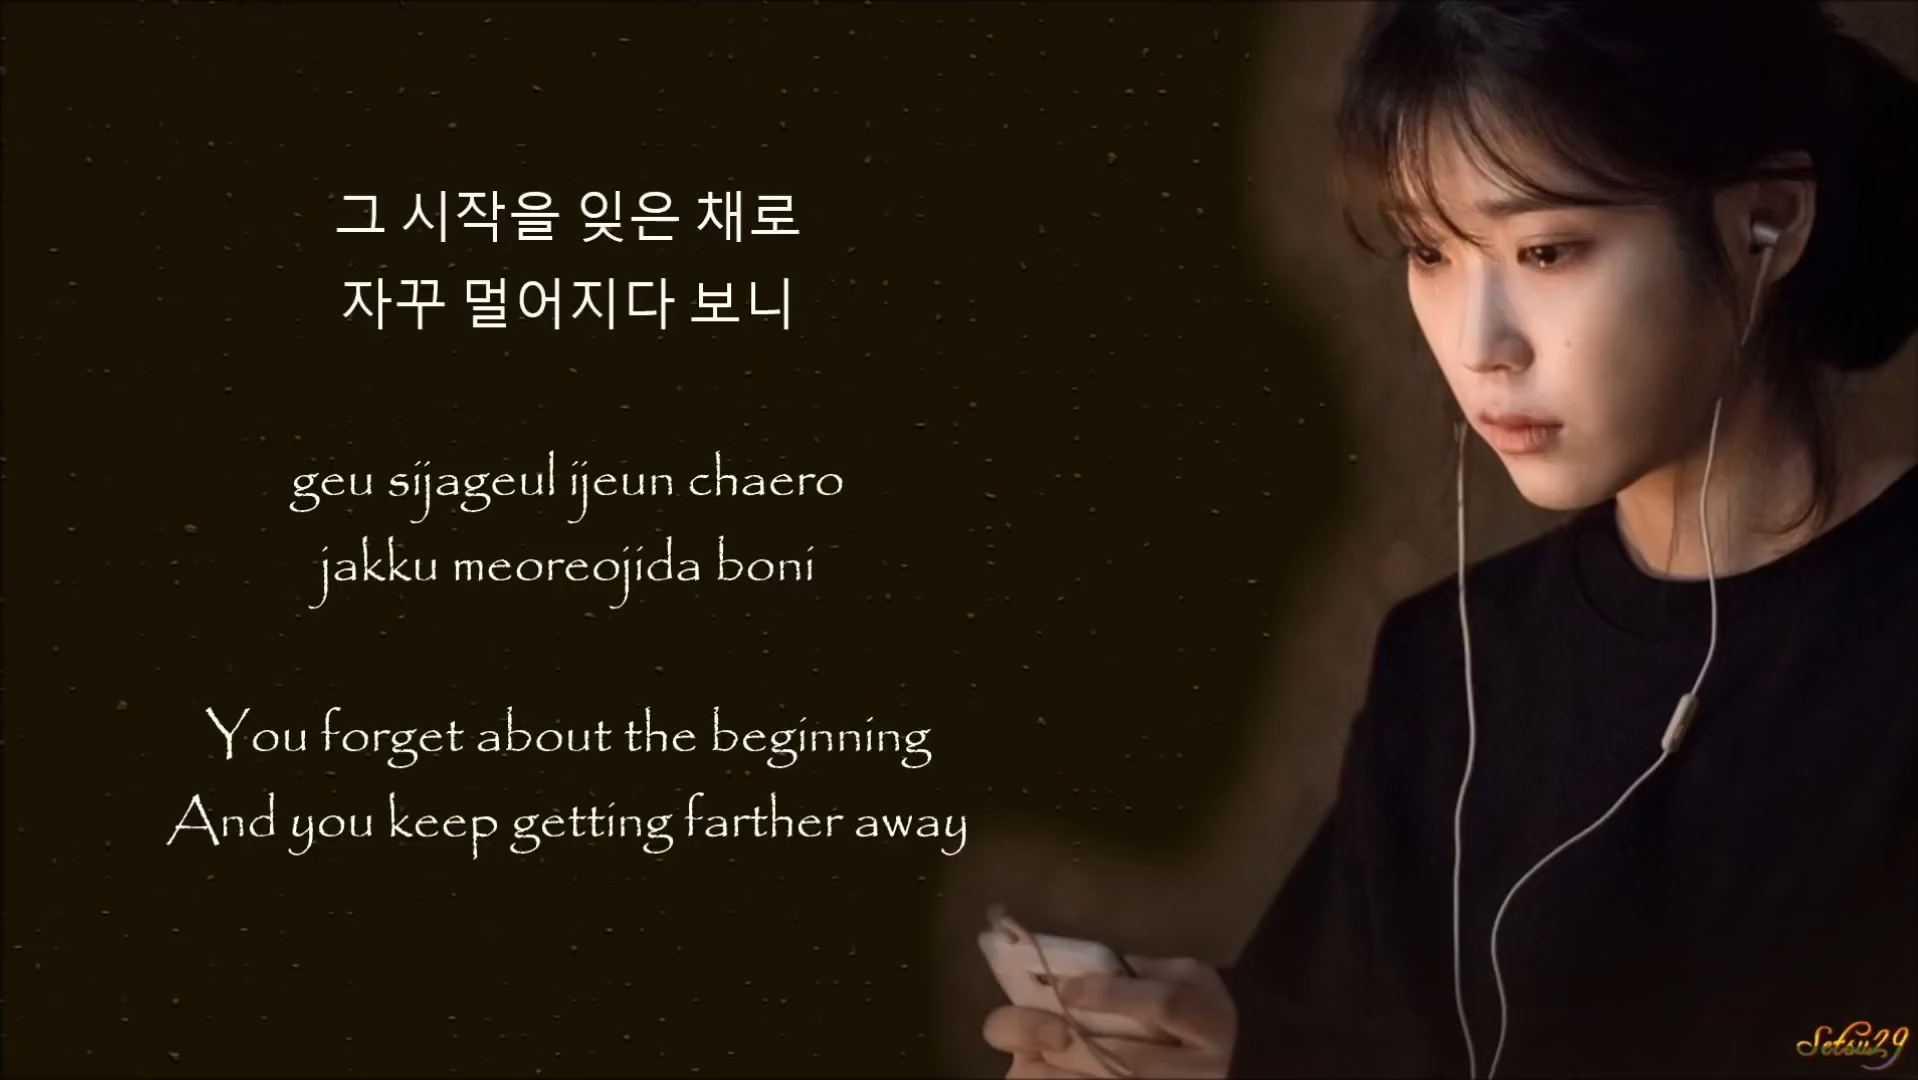 그 시작을 잊은 채로
자꾸 멀어지다 보니
geu sijageul ijeun chaero
jakku meoreojida boni
You forget about the beginning
And you keep getting farther away
Setsu29